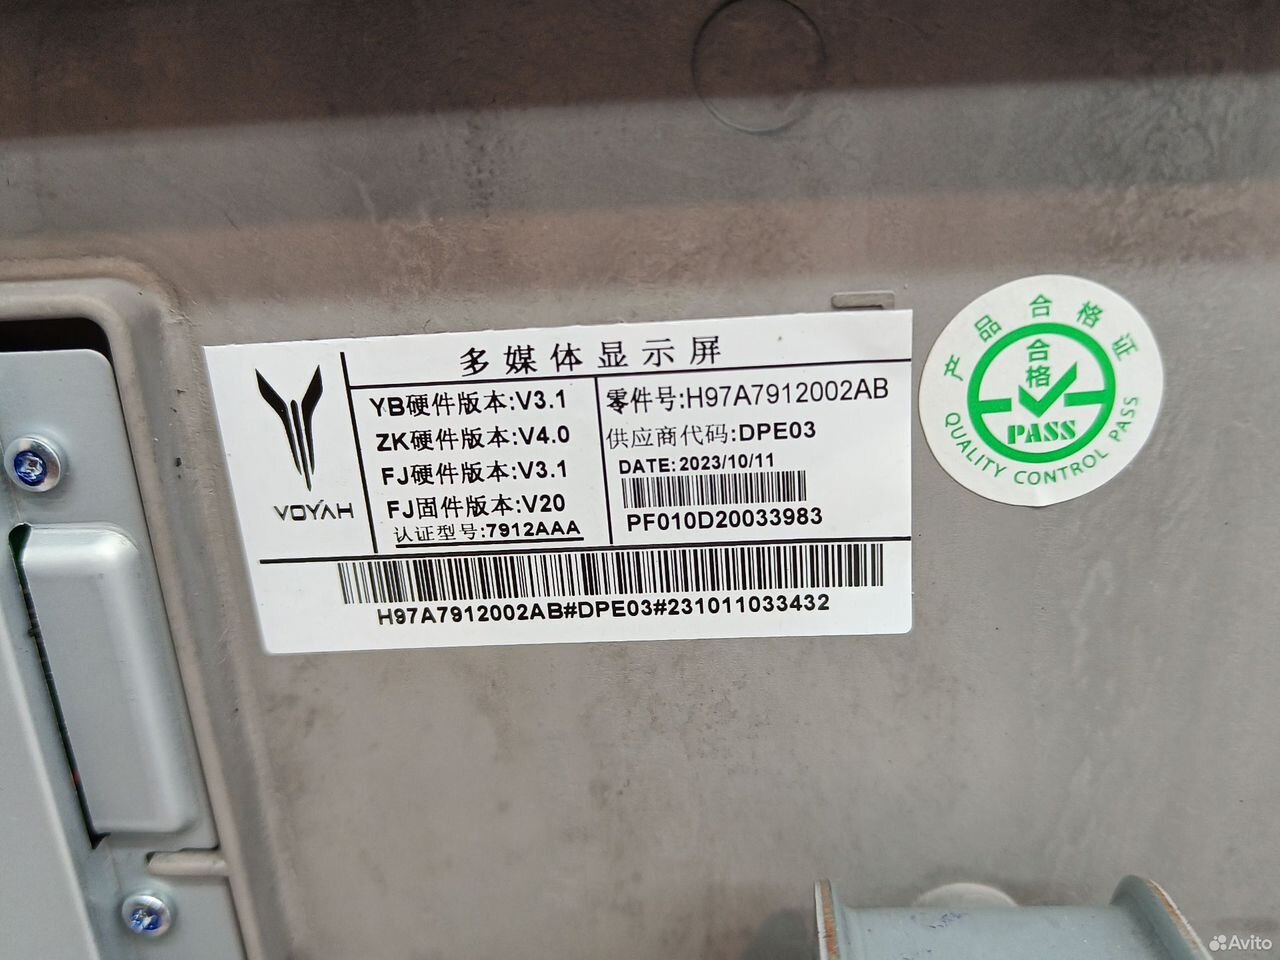 多媒体显示屏
VOYAH
YB硬件版本:V3.1
ZK硬件版本:V4.0
FJ硬件版本:V3.1
FJ固件版本:V20
认证型号:7912AAA
零件号:H97A7912002AB
供应商代码:DPE03
DATE:2023/10/11
PF010D20033983
H97A7912002AB#DPE03#231011033432
产品合格证
合格
PASS
QUALITY CONTROL PASS
Avito